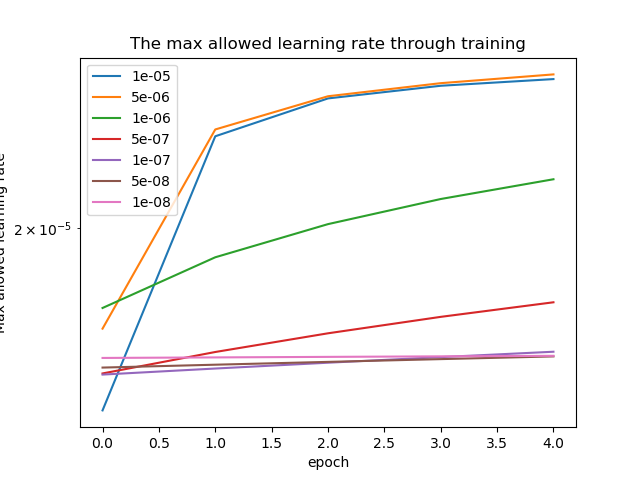 The max allowed learning rate through training
1e-05
5e-06
1e-06
5e-07
1e-07
5e-08
1e-08
allowed learning rate
2 × 10⁻⁵
0.0 0.5 1.0 1.5 2.0 2.5 3.0 3.5 4.0
epoch